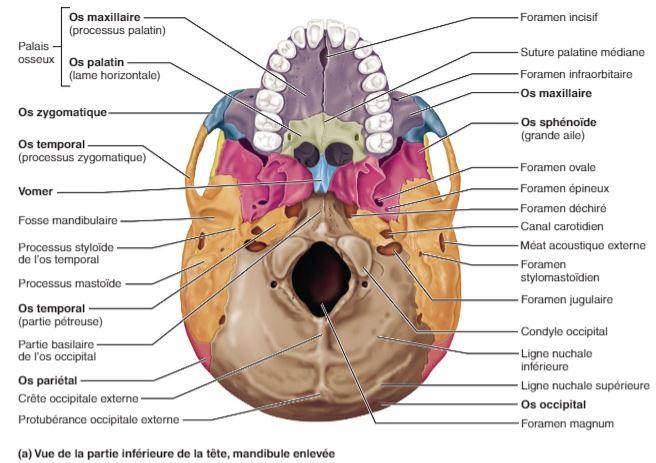 Os maxillaire
(processus palatin)
Palais
osseux
Os palatin
(lame horizontale)
Os zygomatique
Os temporal
(processus zygomatique)
Vomer
Fosse mandibulaire
Processus styloïde
de l'os temporal
Processus mastoïde
Os temporal
(partie pétreuse)
Partie basilaire
de l'os occipital
Os pariétal
Crête occipitale externe
Protubérance occipitale externe
Foramen incisif
Suture palatine médiane
Foramen infraorbitaire
Os maxillaire
Os sphénoïde
(grande aile)
Foramen ovale
Foramen épineux
Foramen déchiré
Canal carotidien
Méat acoustique externe
Foramen
stylomastoïdien
Foramen jugulaire
Condyle occipital
Ligne nuchale
inférieure
Ligne nuchale supérieure
Os occipital
Foramen magnum
(a) Vue de la partie inférieure de la tête, mandibule enlevée